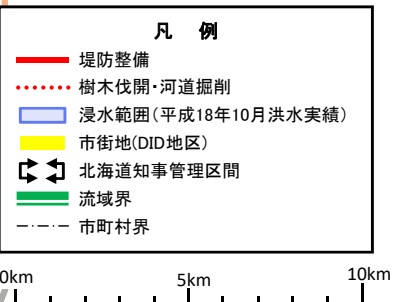 凡 例
堤防整備
樹木伐開・河道掘削
浸水範囲(平成18年10月洪水実績)
市街地(DID地区)
北海道知事管理区間
流域界
市町村界
0km 5km 10km